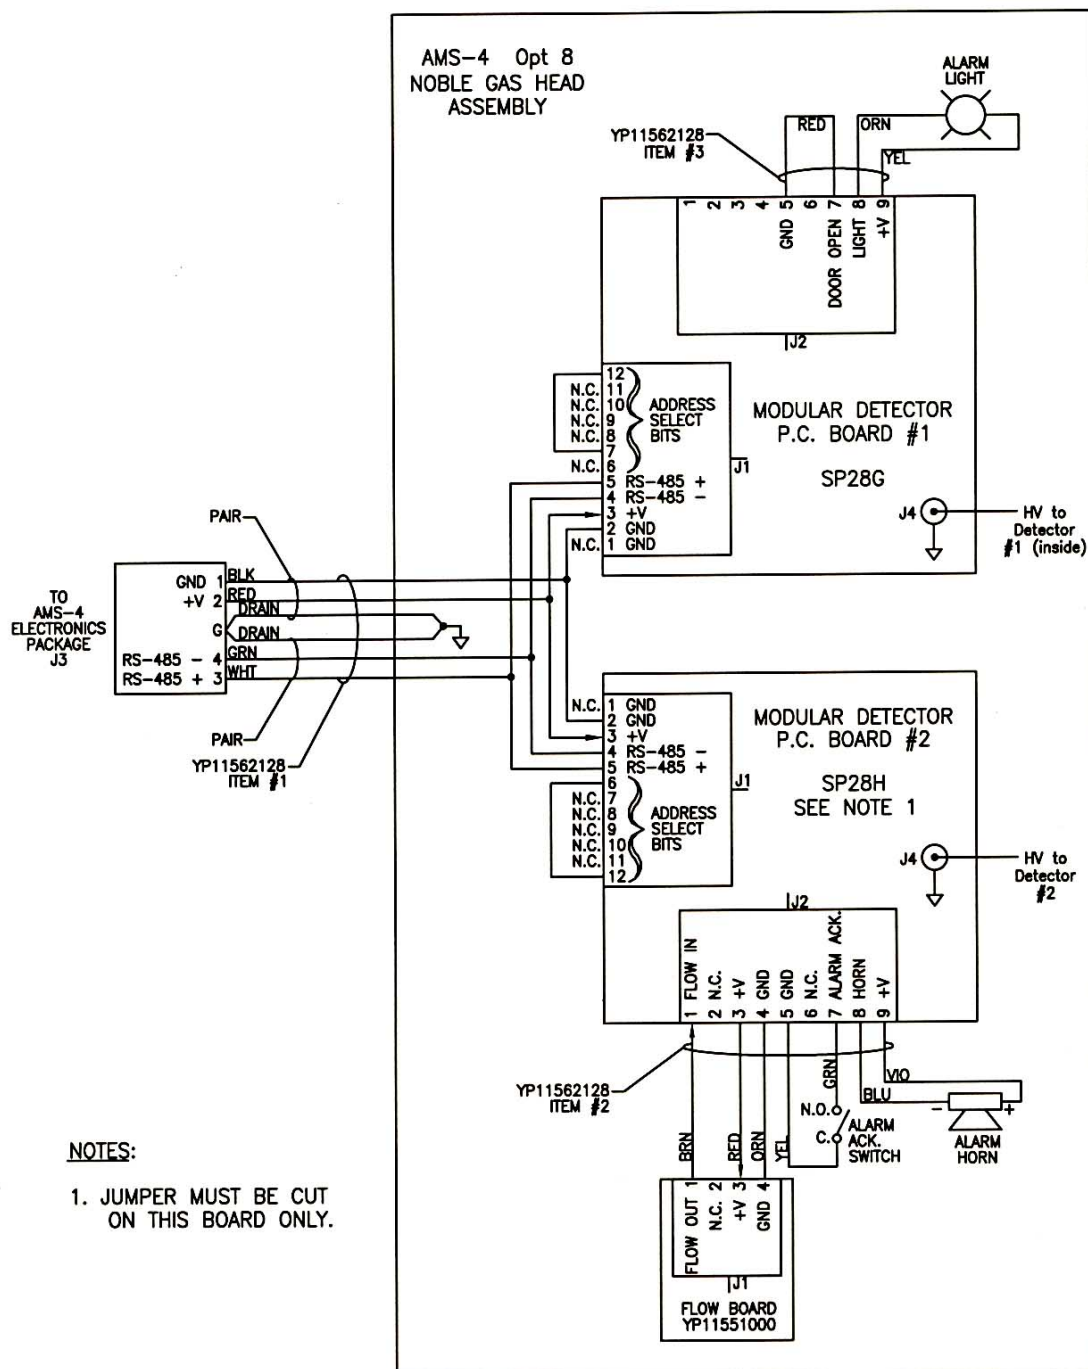 AMS-4 Opt 8
NOBLE GAS HEAD
ASSEMBLY
ALARM
LIGHT
YP11562128
ITEM #3
RED
ORN
YEL
1
2
3
4
5 GND
6
7 DOOR OPEN
8 LIGHT
9 +V
J2
12
N.C. 11
N.C. 10
N.C. 9
N.C. 8
7
N.C. 6
ADDRESS
SELECT
BITS
5 RS-485 +
4 RS-485 -
3 +V
2 GND
N.C. 1 GND
J1
MODULAR DETECTOR
P.C. BOARD #1
SP28G
J4
HV to
Detector
#1 (inside)
PAIR
TO
AMS-4
ELECTRONICS
PACKAGE
J3
GND 1 BLK
+V 2 RED
DRAIN
G
DRAIN
RS-485 - 4 GRN
RS-485 + 3 WHT
PAIR
YP11562128
ITEM #1
N.C. 1 GND
2 GND
3 +V
4 RS-485 -
5 RS-485 +
6
N.C. 7
N.C. 8
N.C. 9
N.C. 10
N.C. 11
12
ADDRESS
SELECT
BITS
J1
MODULAR DETECTOR
P.C. BOARD #2
SP28H
SEE NOTE 1
J4
HV to
Detector
#2
J2
1 FLOW IN
2 N.C.
3 +V
4 GND
5 GND
6 N.C.
7 ALARM ACK.
8 HORN
9 +V
YP11562128
ITEM #2
BRN
RED
ORN
YEL
GRN
BLU
VIO
N.O.
C.
ALARM
ACK.
SWITCH
- +
ALARM
HORN
FLOW OUT 1
N.C. 2
+V 3
GND 4
J1
FLOW BOARD
YP11551000
NOTES:
1. JUMPER MUST BE CUT
ON THIS BOARD ONLY.